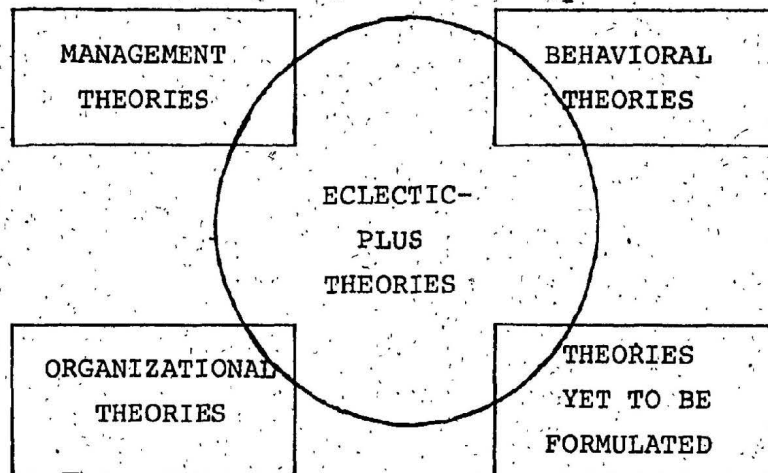 MANAGEMENT
THEORIES
BEHAVIORAL
THEORIES
ECLECTIC-
PLUS
THEORIES
ORGANIZATIONAL
THEORIES
THEORIES
YET TO BE
FORMULATED